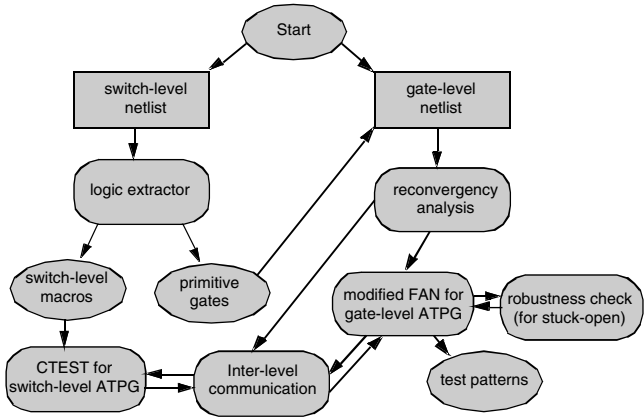 Start
switch-level
netlist
gate-level
netlist
logic extractor
reconvergency
analysis
switch-level
macros
primitive
gates
modified FAN for
gate-level ATPG
robustness check
(for stuck-open)
CTEST for
switch-level ATPG
Inter-level
communication
test patterns